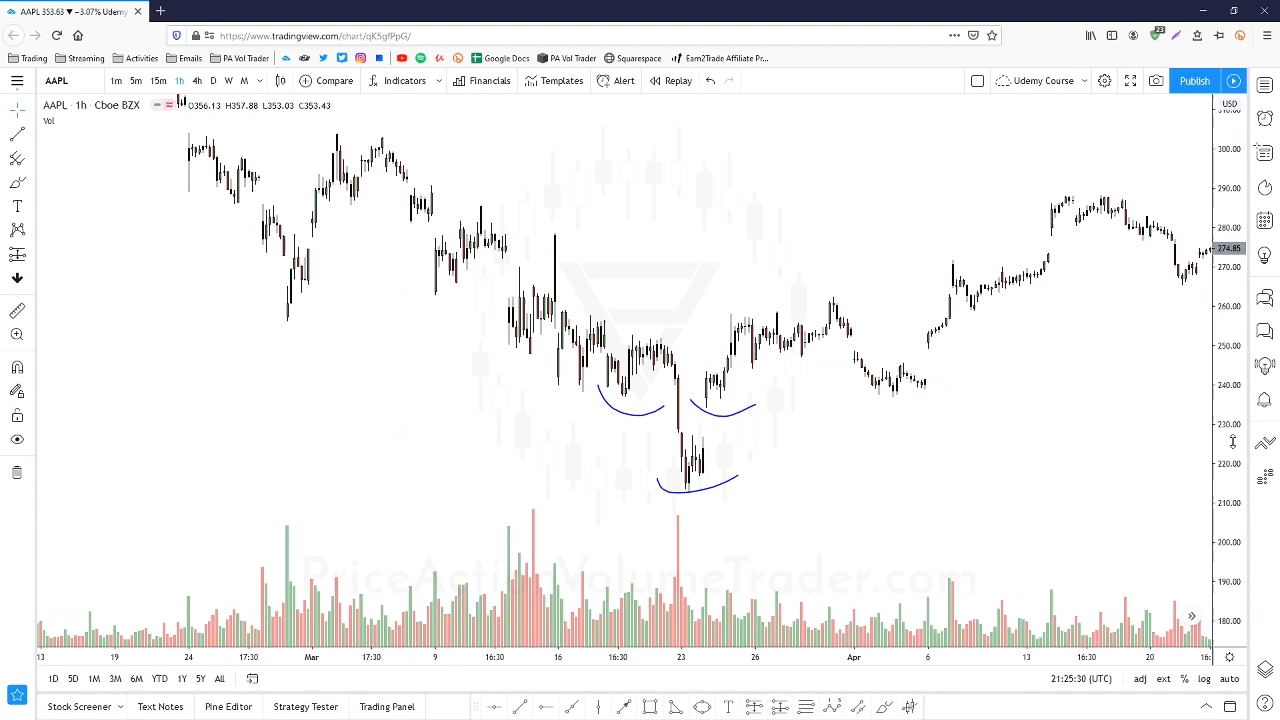 AAPL 353.63 ▼ −3.07% Udemy
https://www.tradingview.com/chart/qK5gfPpG/
23
Trading Streaming Activities Emails PA Vol Trader Google Docs PA Vol Trader Squarespace Earn2Trade Affiliate Pr...
AAPL 1m 5m 15m 1h 4h D W M Compare Indicators Financials Templates Alert Replay Udemy Course Publish
AAPL · 1h · Cboe BZX O356.13 H357.88 L353.03 C353.43
USD
Vol
300.00
290.00
280.00
274.85
270.00
260.00
250.00
240.00
230.00
220.00
210.00
200.00
PriceActionVolumeTrader.com
190.00
180.00
13 19 24 17:30 Mar 17:30 9 16:30 16 16:30 23 26 Apr 6 13 16:30 20 16:
1D 5D 1M 3M 6M YTD 1Y 5Y All 21:25:30 (UTC) adj ext % log auto
Stock Screener Text Notes Pine Editor Strategy Tester Trading Panel